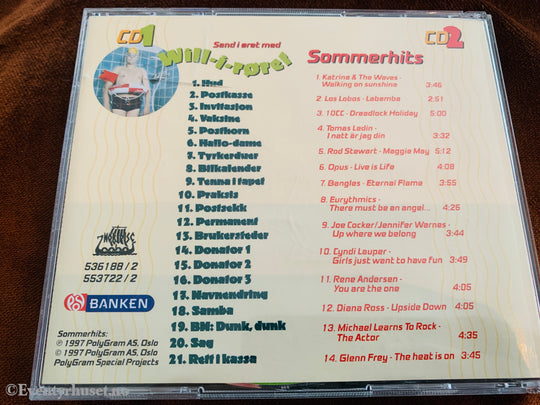 CD1
Sand i øret med
Will-i-røret
1. Hud
2. Postkasse
3. Invitasjon
4. Vaksine
5. Posthorn
6. Hallo-dame
7. Tyrkerduer
8. Blikalender
9. Tenna i tapet
10. Praksis
11. Postsekk
12. Permanent
13. Brukersteder
14. Donator 1
15. Donator 2
16. Donator 3
17. Navnendring
18. Samba
19. BN: Dunk, dunk
20. Sag
21. Reff i kassa
NORSKE
536188 / 2
553722 / 2
BANKEN
Sommerhits:
℗ 1997 PolyGram AS, Oslo
© 1997 PolyGram AS, Oslo
PolyGram Special Projects
CD2
Sommerhits
1. Katrina & The Waves -
Walking on sunshine 3:46
2. Los Lobos - Labamba 2:51
3. 10CC - Dreadlock Holiday 5:00
4. Tomas Ledin -
I natt är jag din 3:32
5. Rod Stewart - Maggie May 5:12
6. Opus - Live is Life 4:08
7. Bangles - Eternal Flame 3:55
8. Eurythmics -
There must be an angel... 4:26
9. Joe Cocker/Jennifer Warnes -
Up where we belong 3:44
10. Cyndi Lauper -
Girls just want to have fun 3:49
11. Rene Andersen -
You are the one 4:05
12. Diana Ross - Upside Down 4:05
13. Michael Learns To Rock -
The Actor 4:35
14. Glenn Frey - The heat is on 3:45
© Eventyrhuset.no